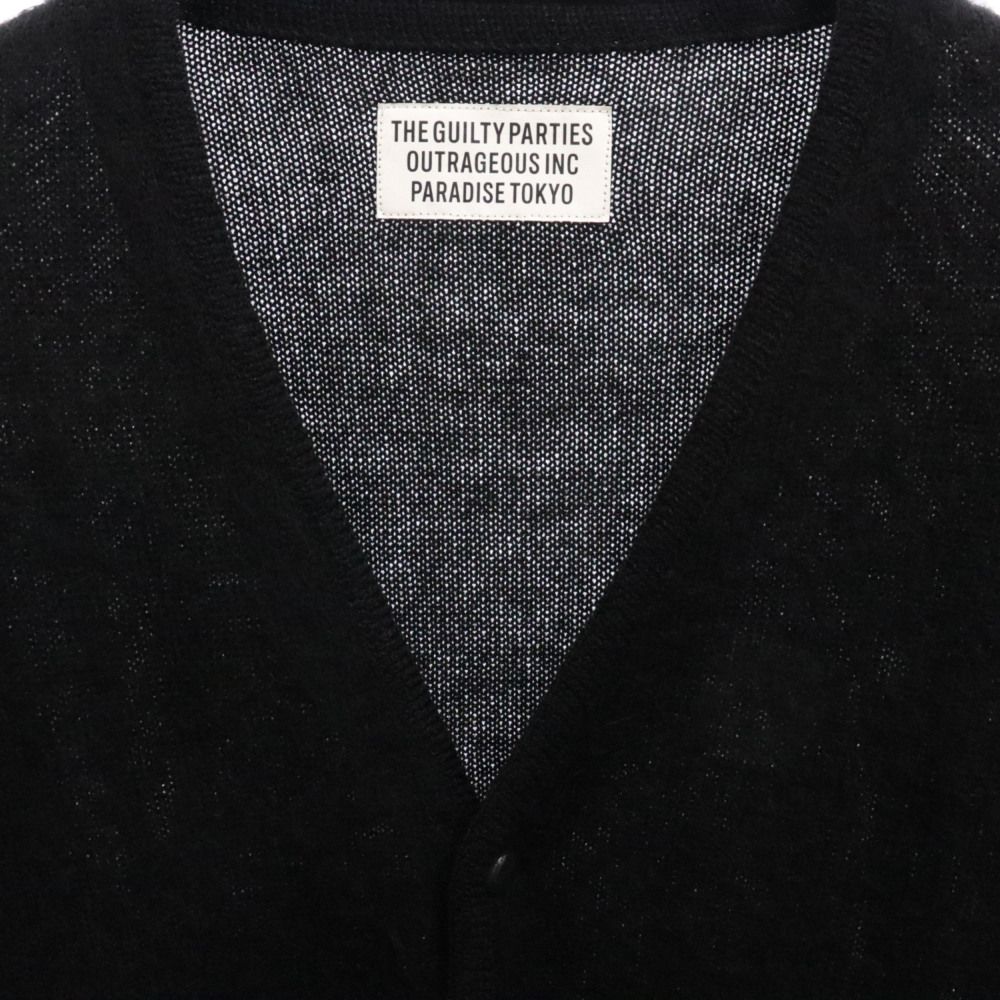 THE GUILTY PARTIES
OUTRAGEOUS INC
PARADISE TOKYO